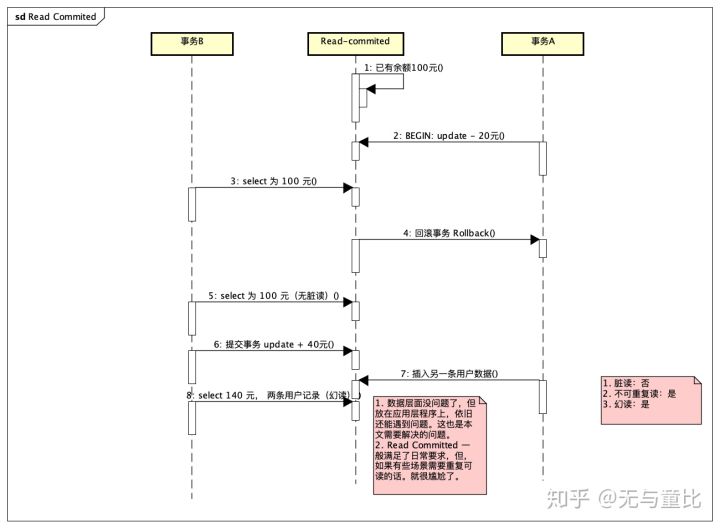 sd Read Commited
事务B
Read-commited
事务A
1: 已有余额100元()
2: BEGIN: update - 20元()
3: select 为 100 元()
4: 回滚事务 Rollback()
5: select 为 100 元（无脏读）()
6: 提交事务 update + 40元()
7: 插入另一条用户数据()
8: select 140 元， 两条用户记录（幻读）()
1. 脏读：否
2. 不可重复读：是
3. 幻读：是
1. 数据层面没问题了，但
放在应用层程序上，依旧
还能遇到问题。这也是本
文需要解决的问题。
2. Read Committed 一
般满足了日常要求，但，
如果有些场景需要重复可
读的话。就很尴尬了。
知乎 @无与童比